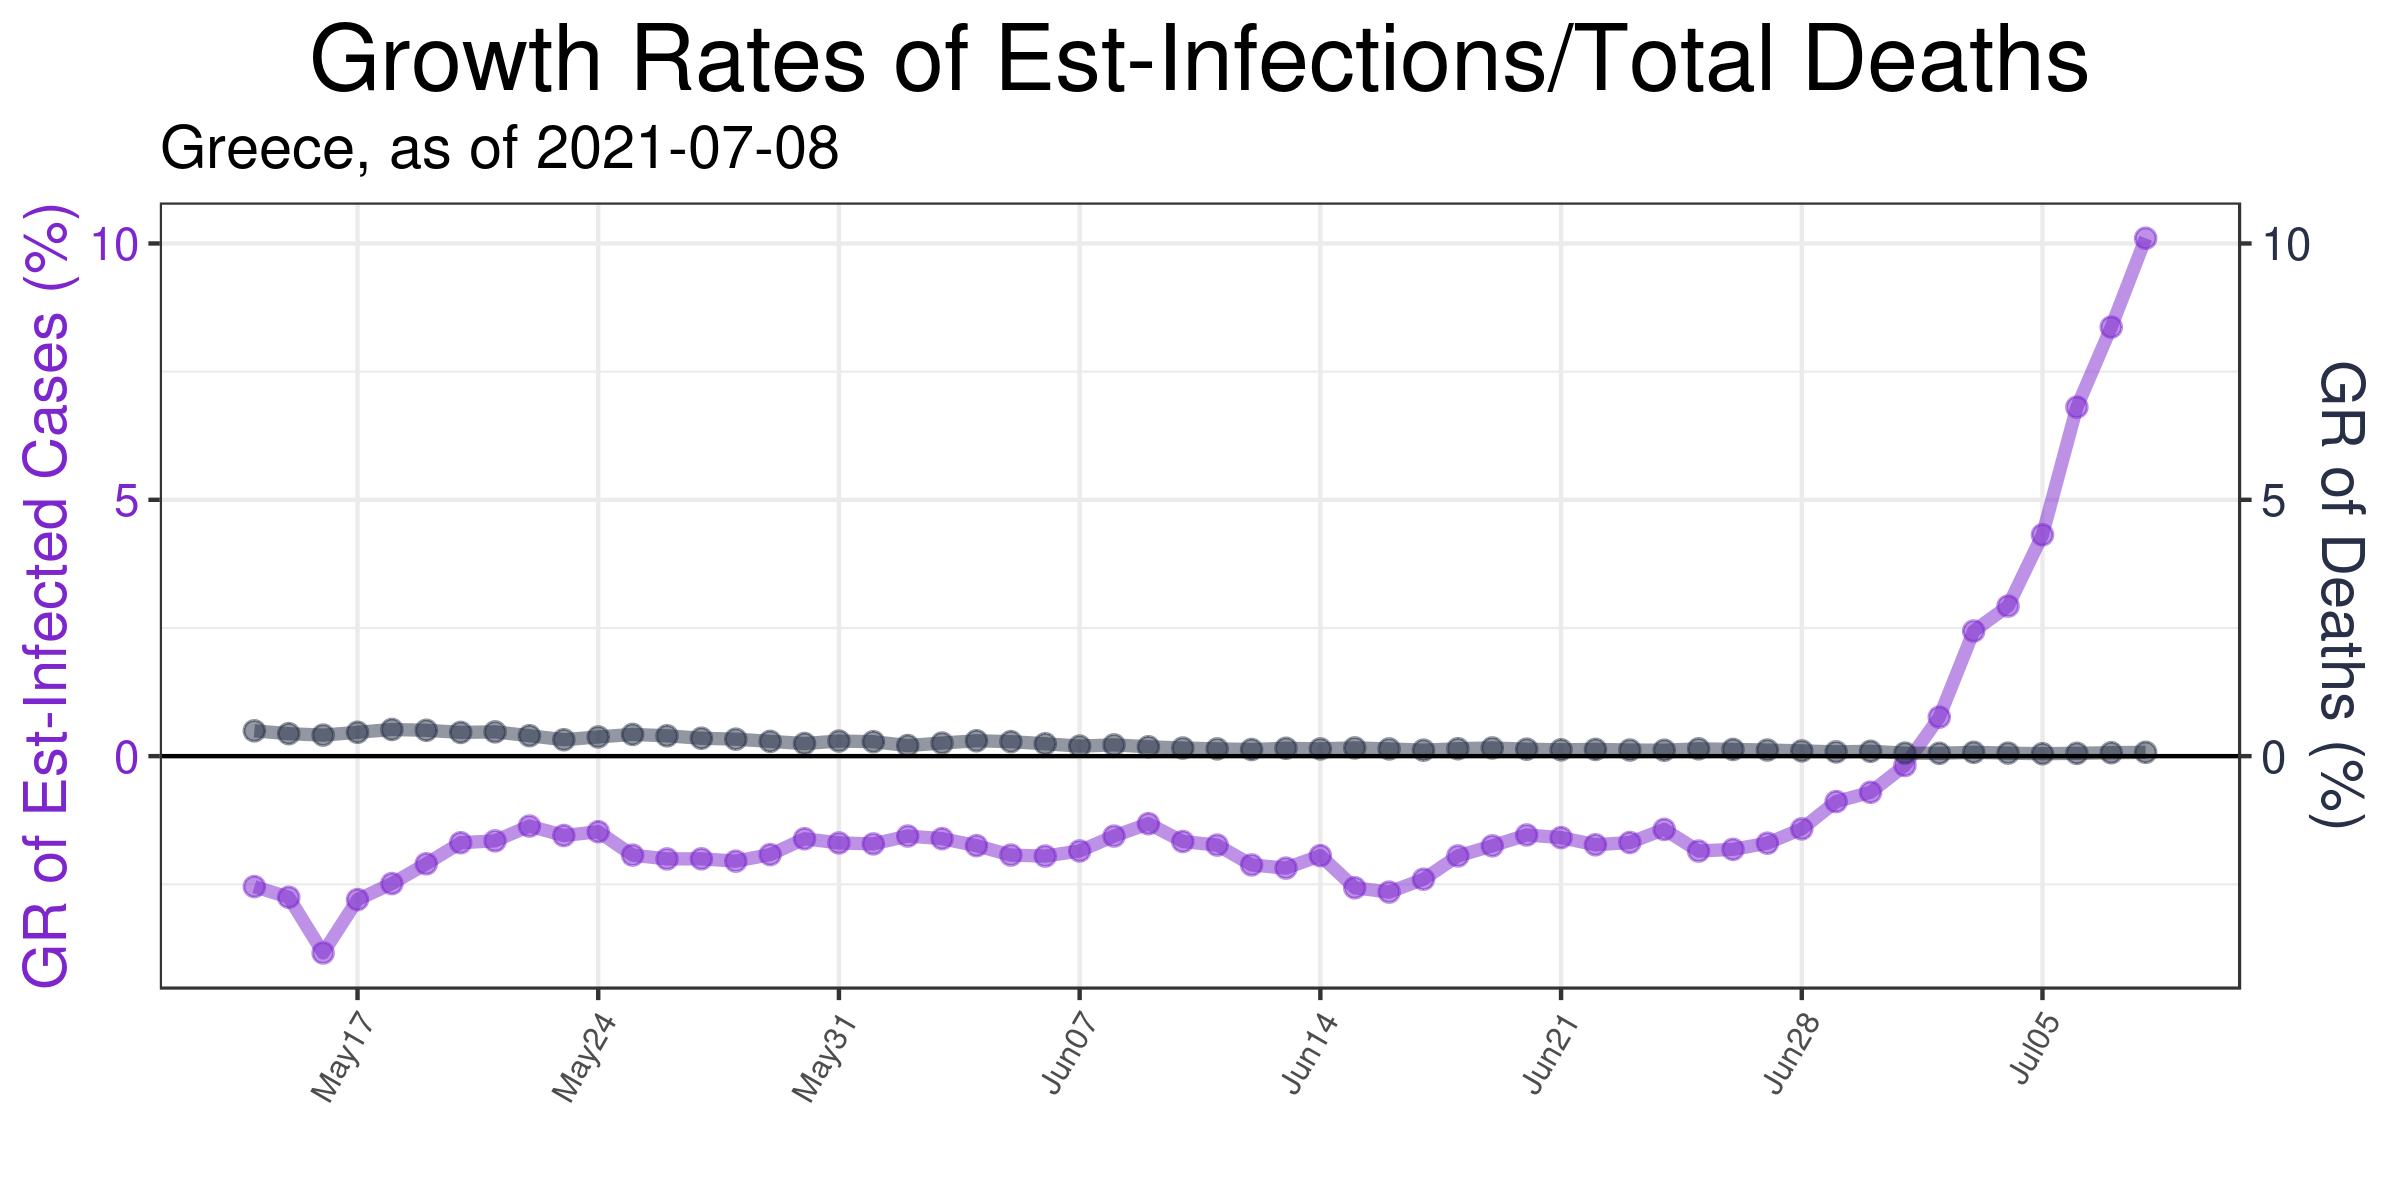 Growth Rates of Est-Infections/Total Deaths
Greece, as of 2021-07-08
GR of Est-Infected Cases (%)
10
5
0
10
5
0
GR of Deaths (%)
May17
May24
May31
Jun07
Jun14
Jun21
Jun28
Jul05